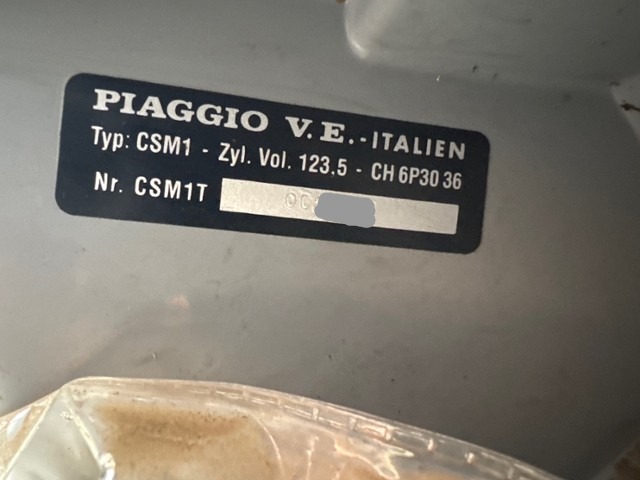 PIAGGIO V.E.-ITALIEN
Typ: CSM1 - Zyl. Vol. 123,5 - CH 6P30 36
Nr. CSM1T